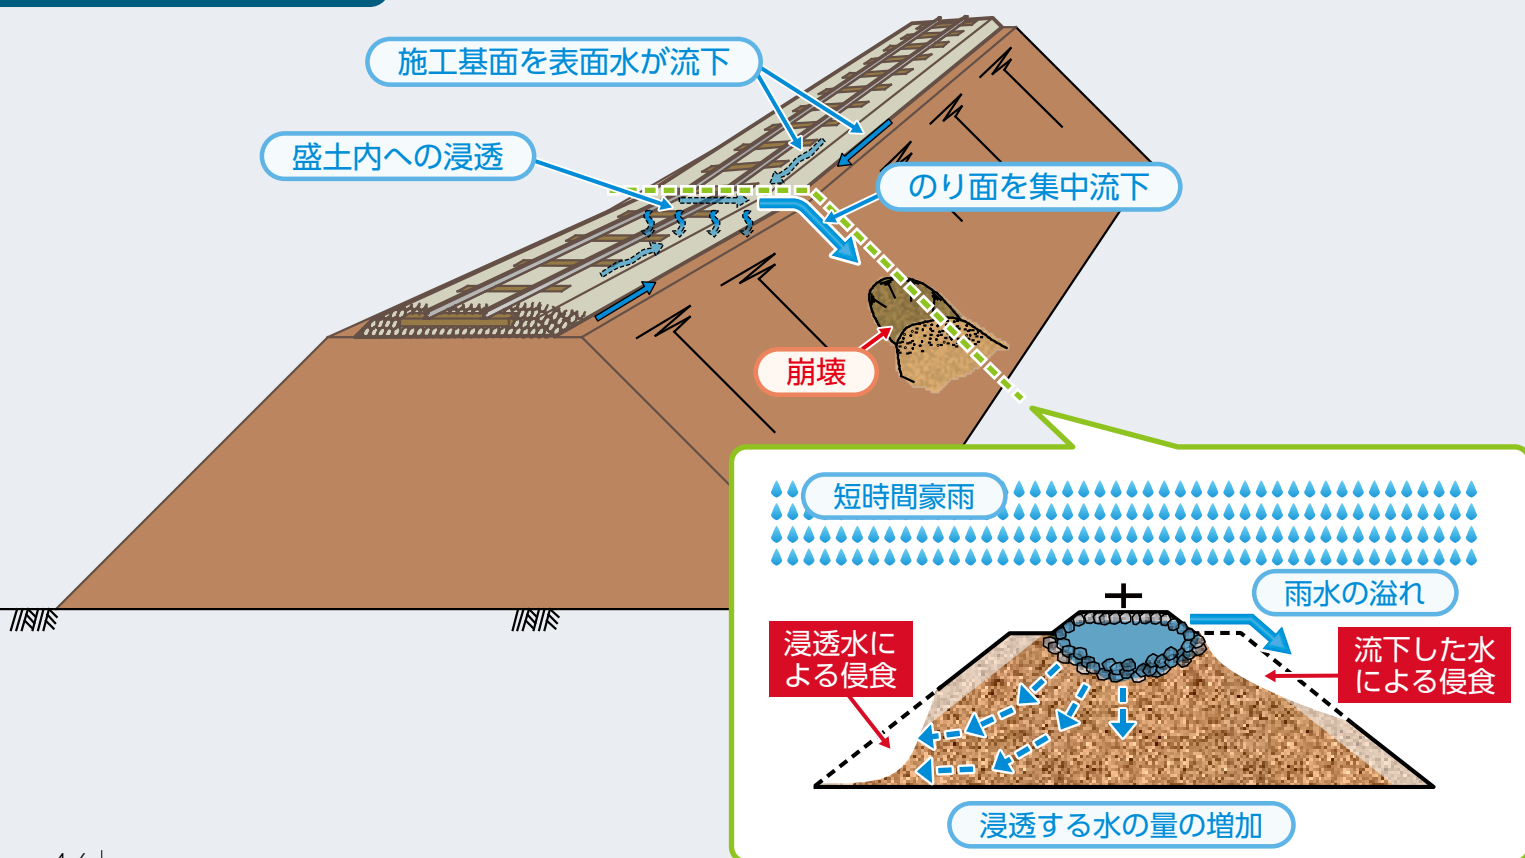 施工基面を表面水が流下
盛土内への浸透
のり面を集中流下
崩壊
短時間豪雨
雨水の溢れ
浸透水に
よる侵食
流下した水
による侵食
浸透する水の量の増加